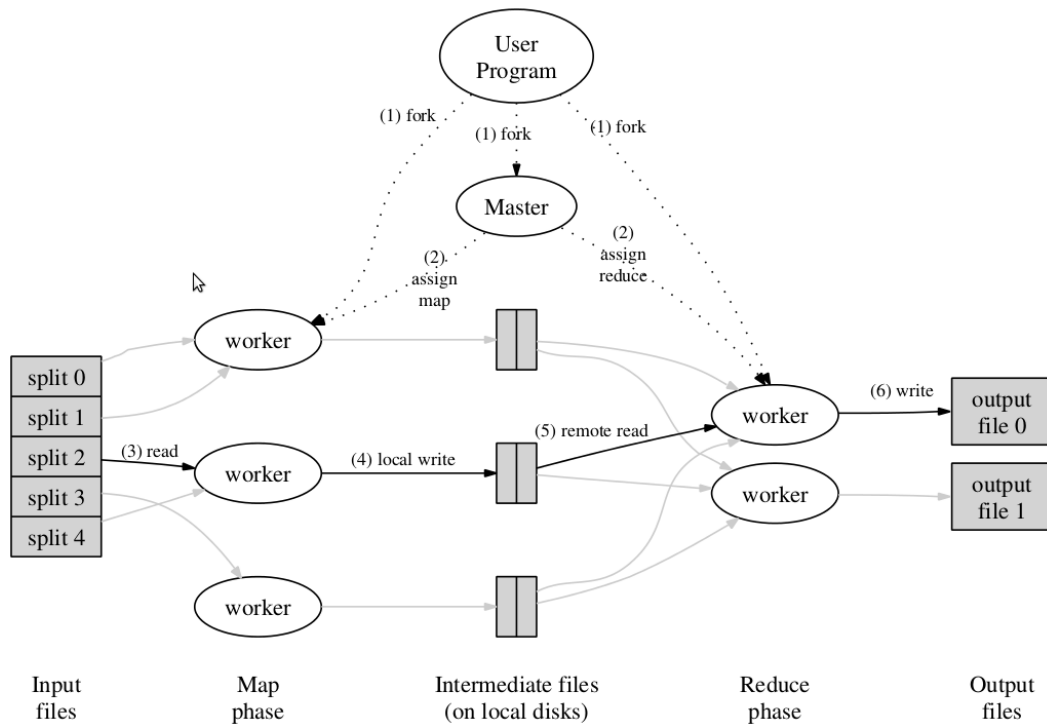 User
Program
(1) fork
(1) fork
(1) fork
Master
(2)
assign
map
(2)
assign
reduce
worker
split 0
split 1
split 2
split 3
split 4
(3) read
worker
(4) local write
worker
(5) remote read
worker
(6) write
output
file 0
worker
output
file 1
Input
files
Map
phase
Intermediate files
(on local disks)
Reduce
phase
Output
files